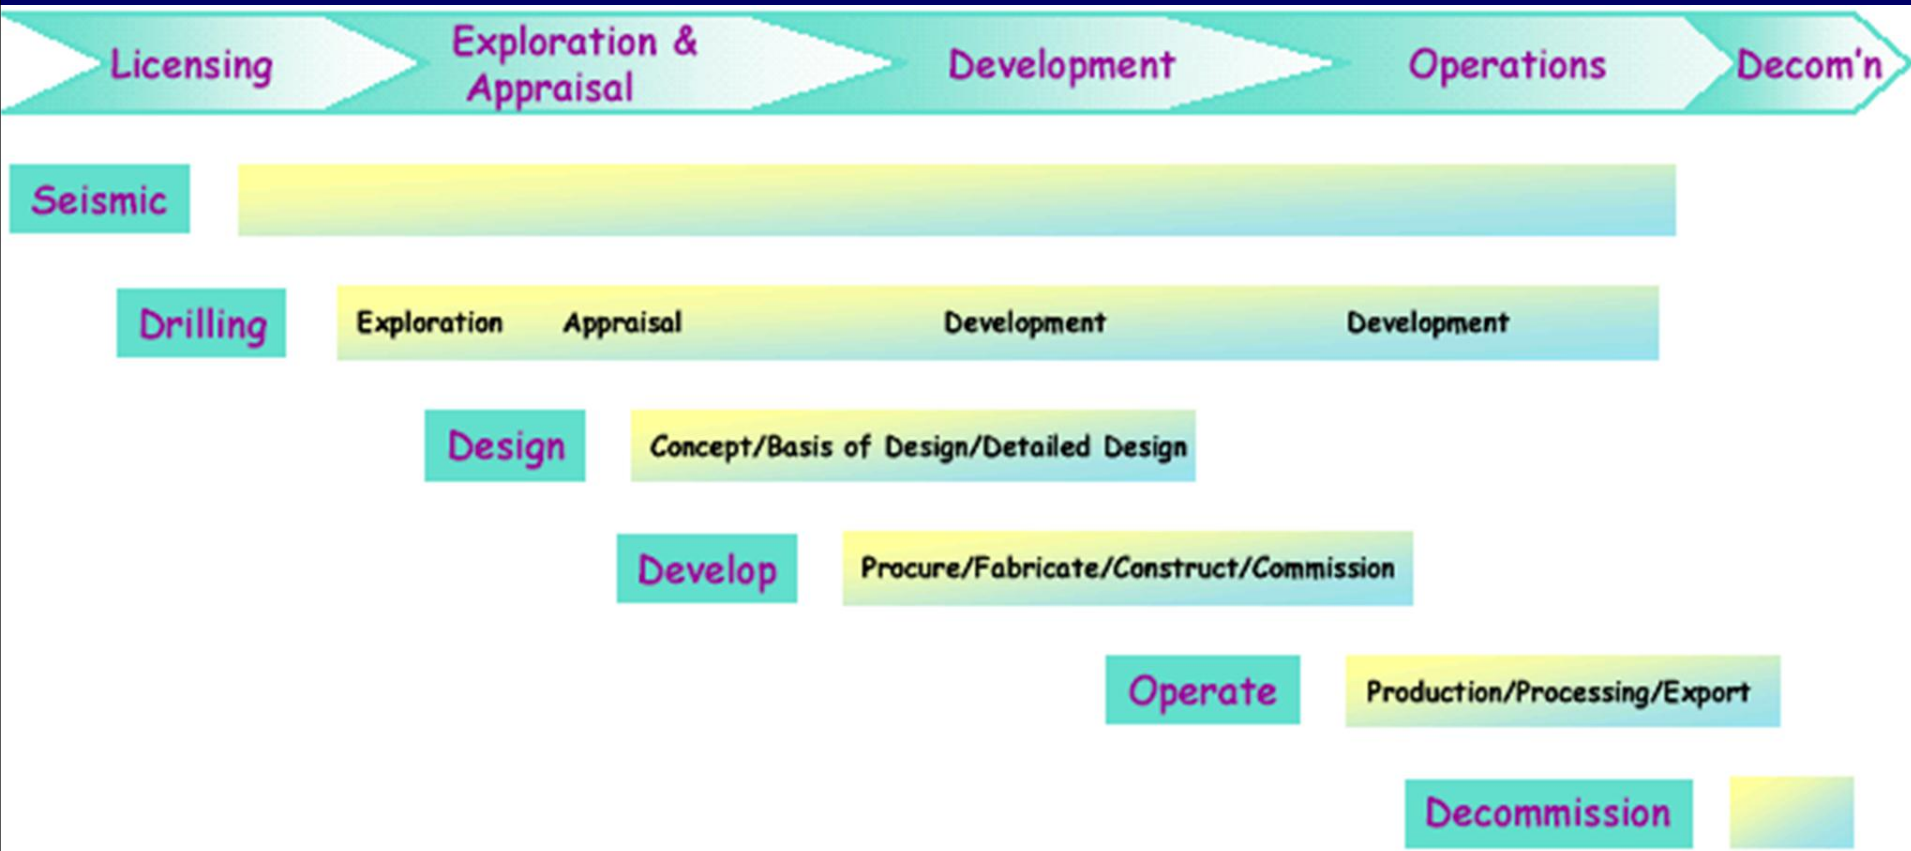 Licensing
Exploration &
Appraisal
Development
Operations
Decom'n
Seismic
Drilling
Exploration
Appraisal
Development
Development
Design
Concept/Basis of Design/Detailed Design
Develop
Procure/Fabricate/Construct/Commission
Operate
Production/Processing/Export
Decommission